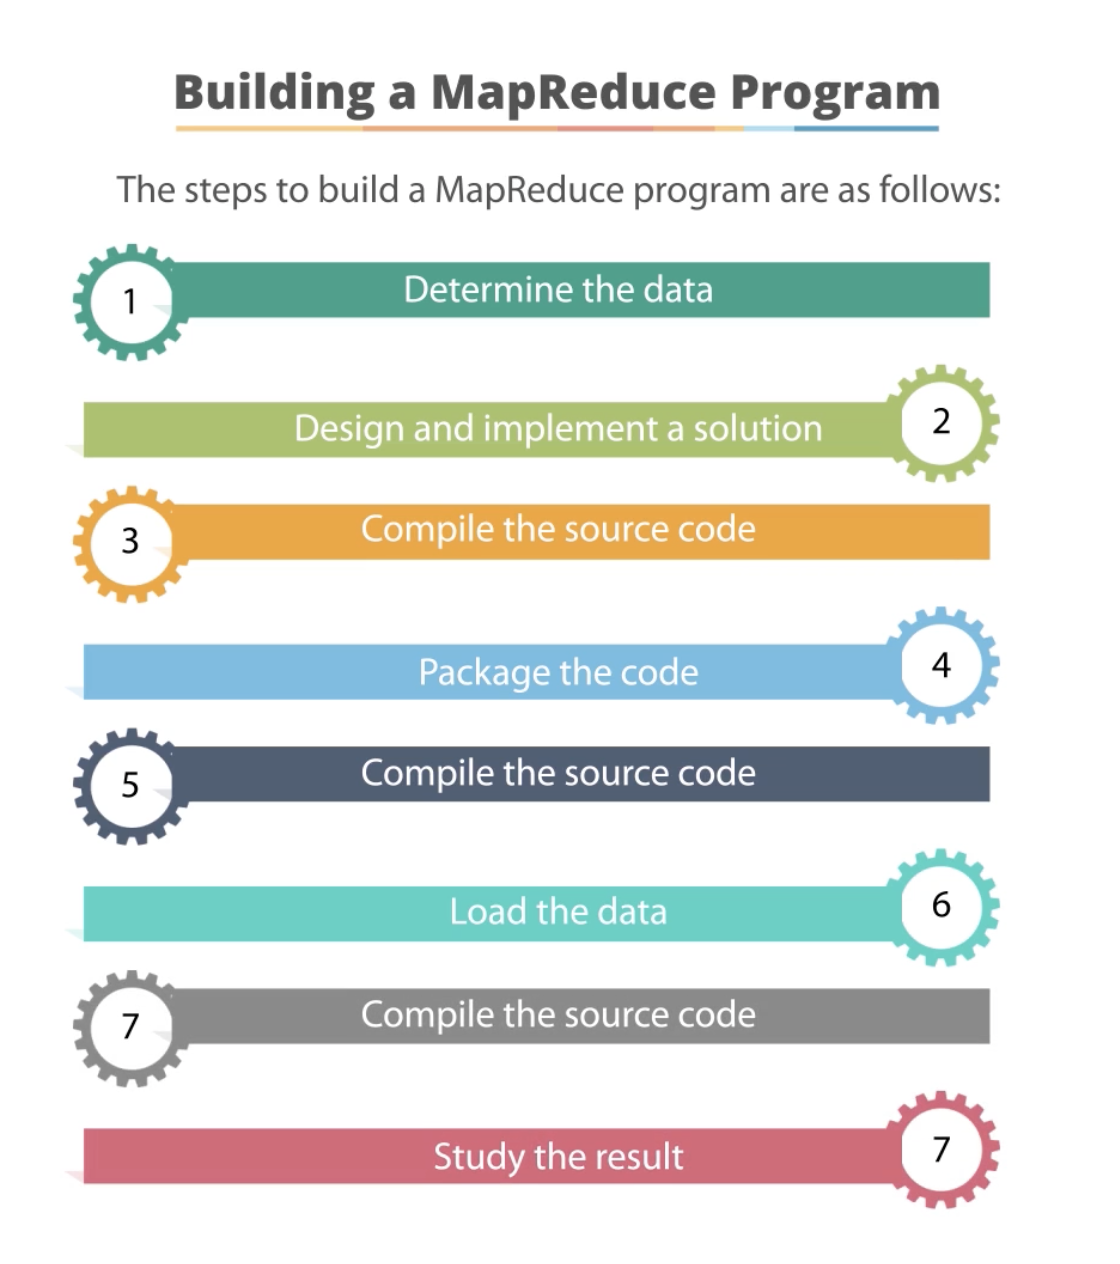 Building a MapReduce Program
The steps to build a MapReduce program are as follows:
1 Determine the data
Design and implement a solution 2
3 Compile the source code
Package the code 4
5 Compile the source code
Load the data 6
7 Compile the source code
Study the result 7